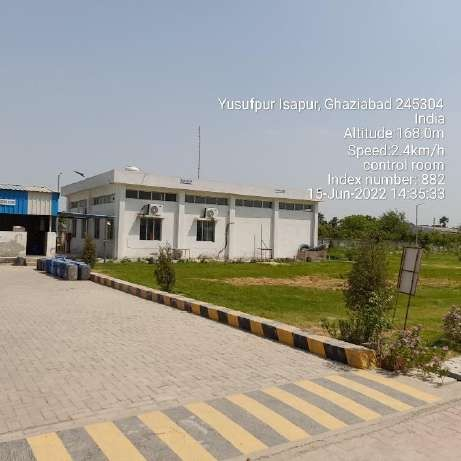 Yusufpur Isapur, Ghaziabad 245304
India
Altitude:168.0m
Speed:2.4km/h
control room
Index number: 882
15-Jun-2022 14:35:33